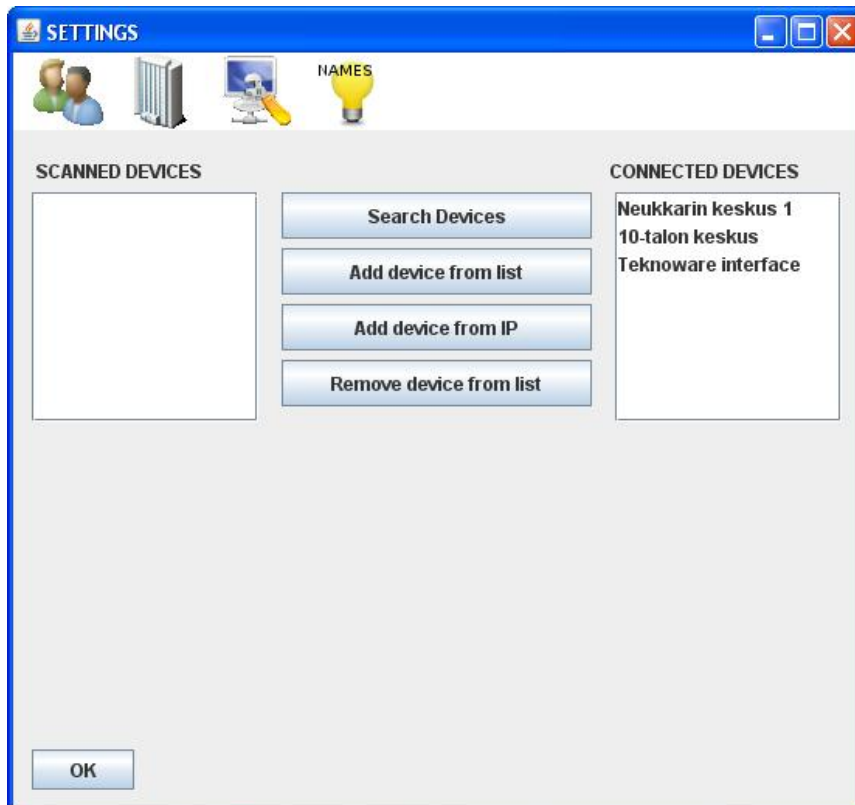 SETTINGS
NAMES
SCANNED DEVICES
CONNECTED DEVICES
Search Devices
Add device from list
Add device from IP
Remove device from list
Neukkarin keskus 1
10-talon keskus
Teknoware interface
OK